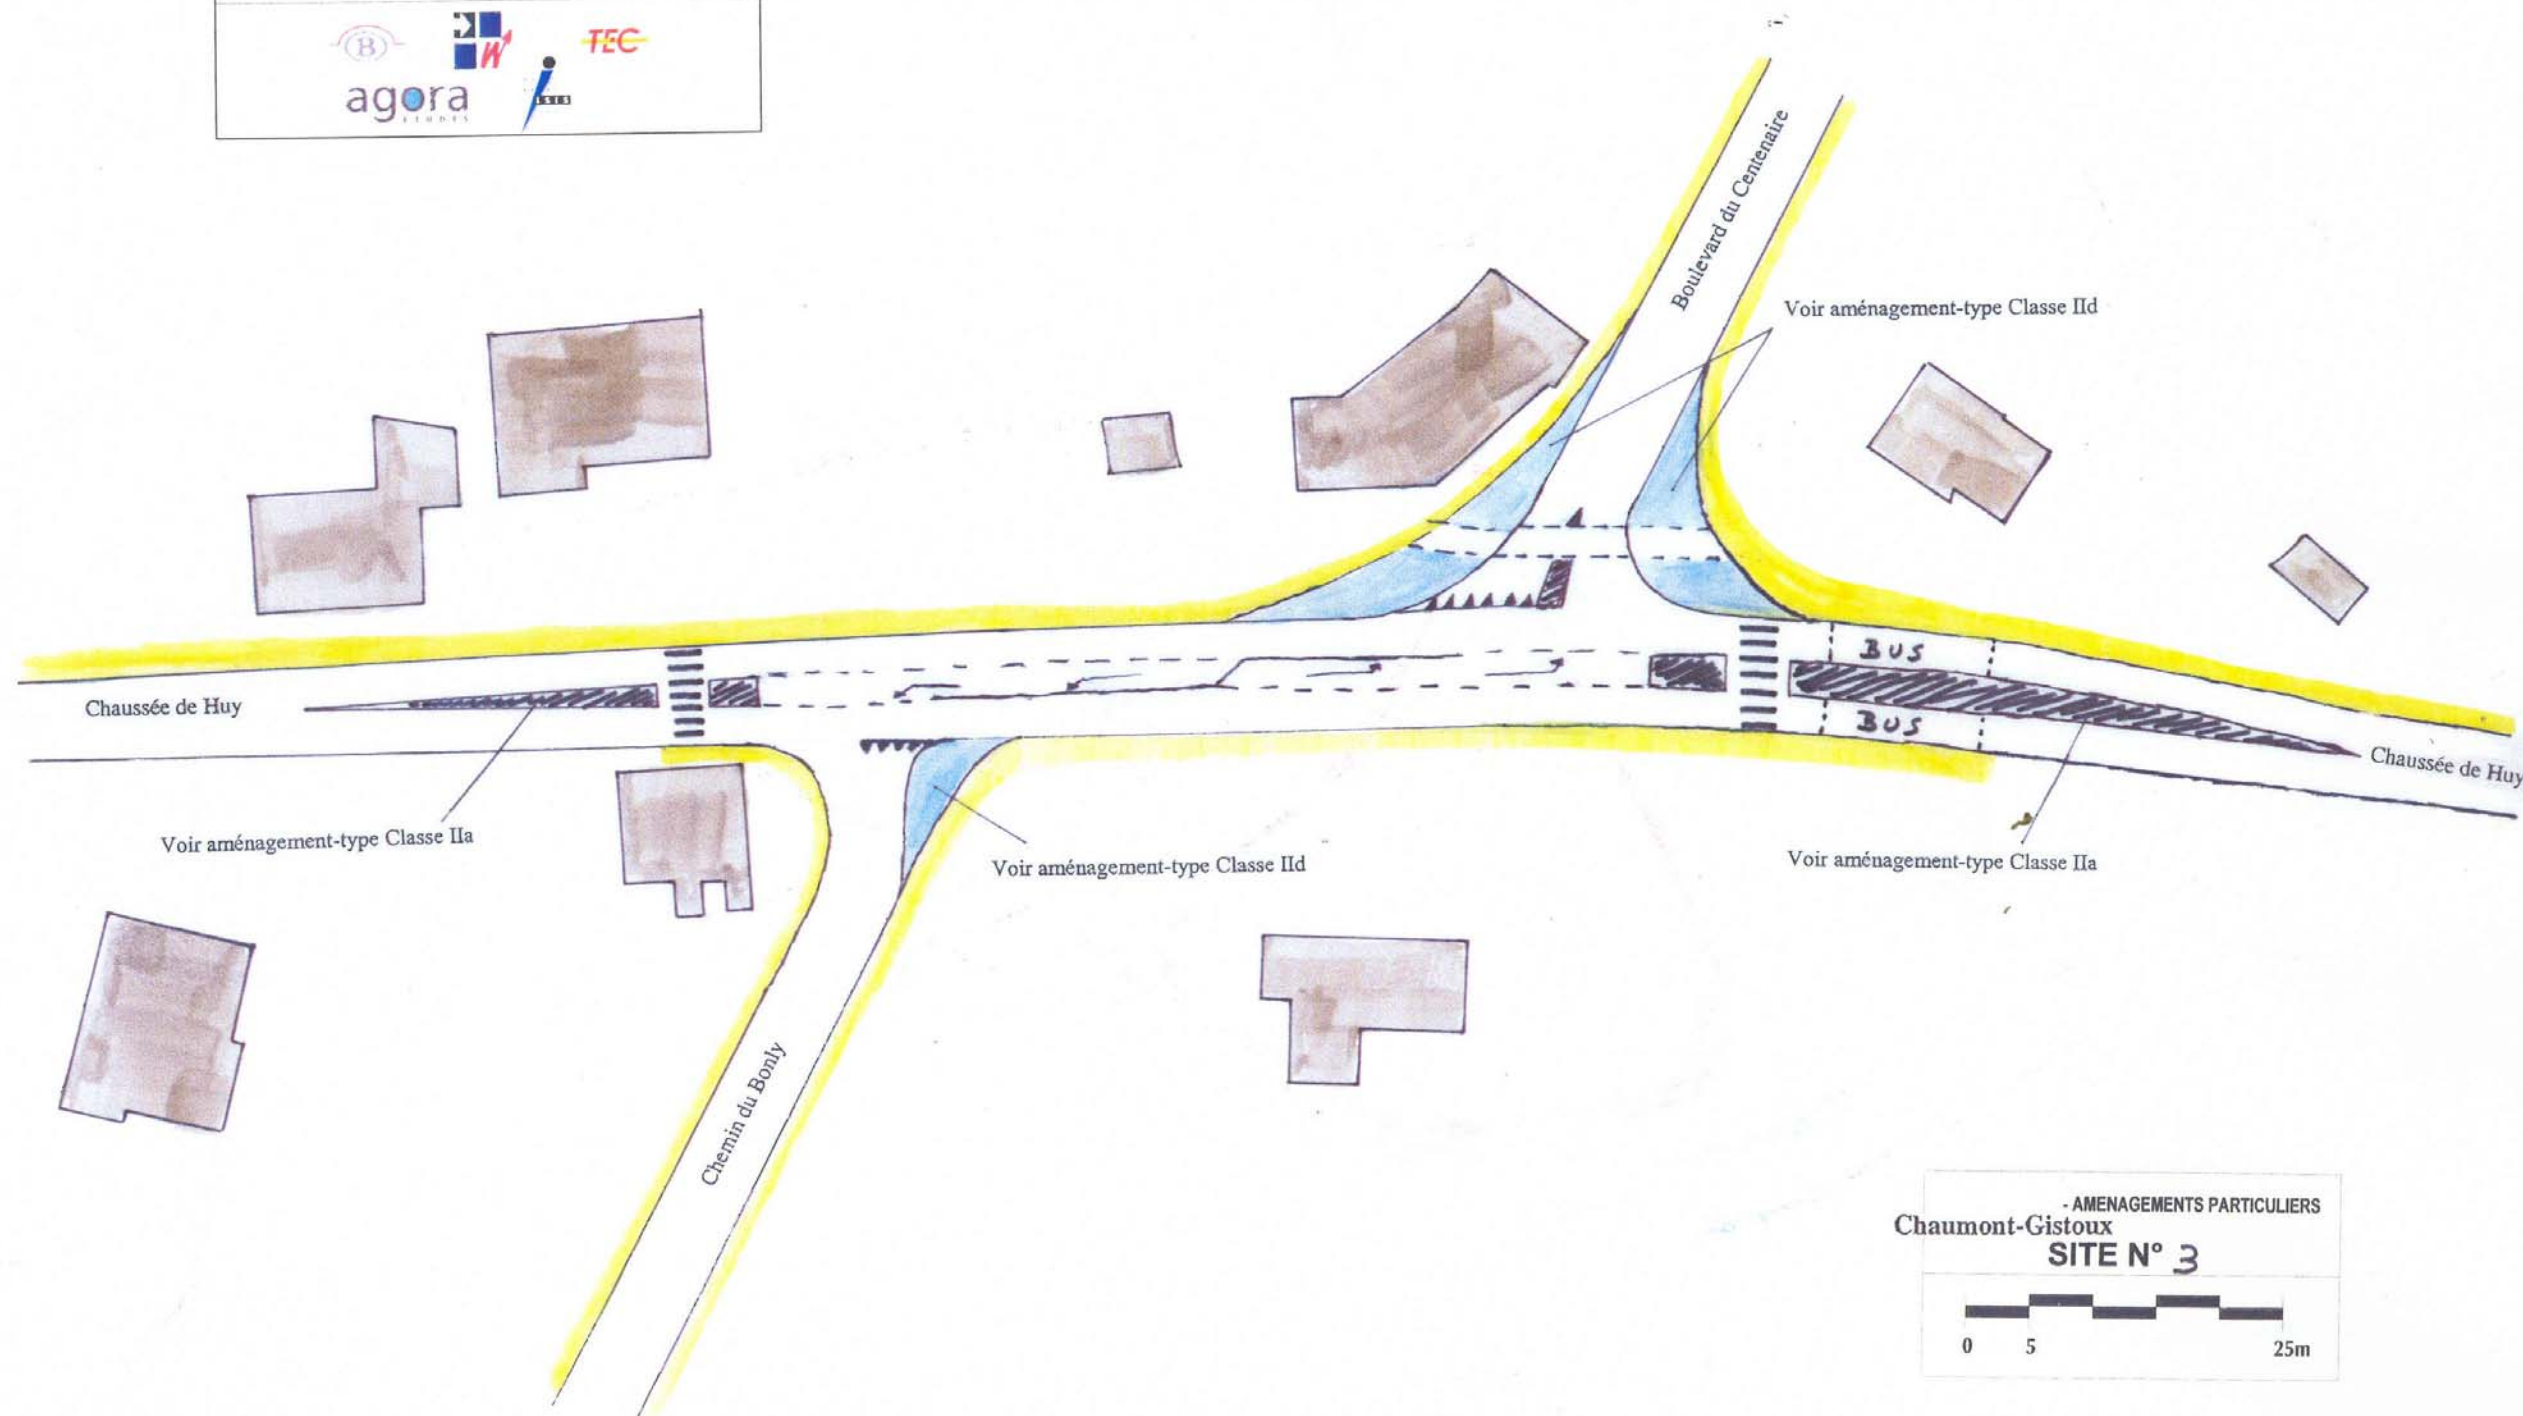 B
W
TEC
agora
ETUDES
ISIS
Boulevard du Centenaire
Voir aménagement-type Classe IId
BUS
Chaussée de Huy
BUS
Chaussée de Huy
Voir aménagement-type Classe IIa
Voir aménagement-type Classe IId
Voir aménagement-type Classe IIa
Chemin du Bonly
- AMENAGEMENTS PARTICULIERS
Chaumont-Gistoux
SITE N° 3
0 5 25m